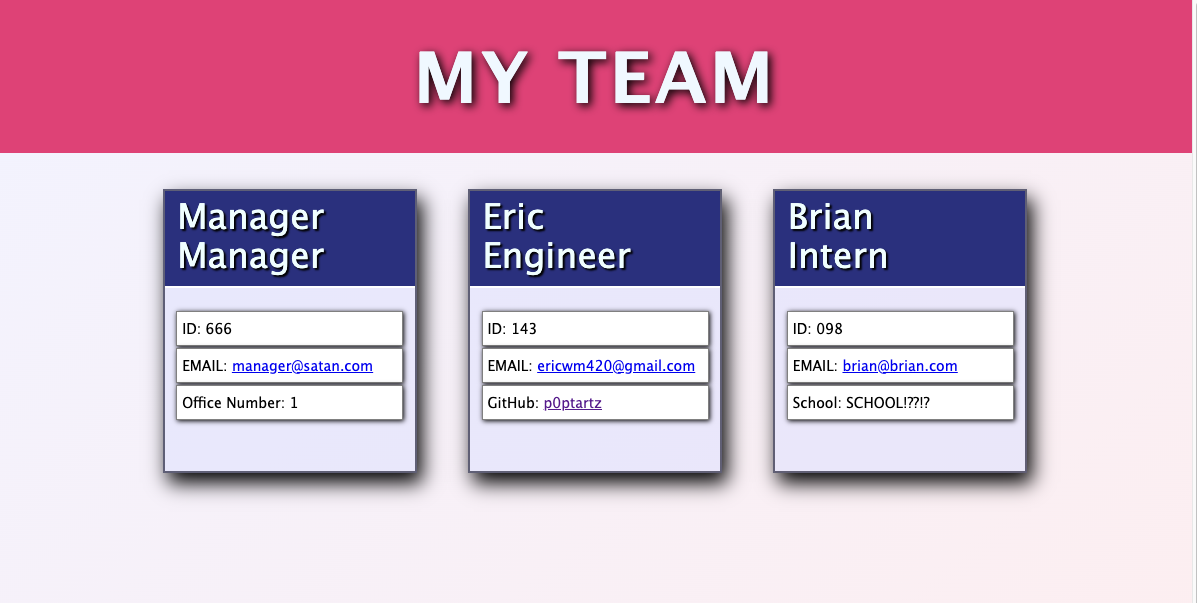 MY TEAM
Manager
Manager
ID: 666
EMAIL: manager@satan.com
Office Number: 1
Eric
Engineer
ID: 143
EMAIL: ericwm420@gmail.com
GitHub: p0ptartz
Brian
Intern
ID: 098
EMAIL: brian@brian.com
School: SCHOOL!??!?